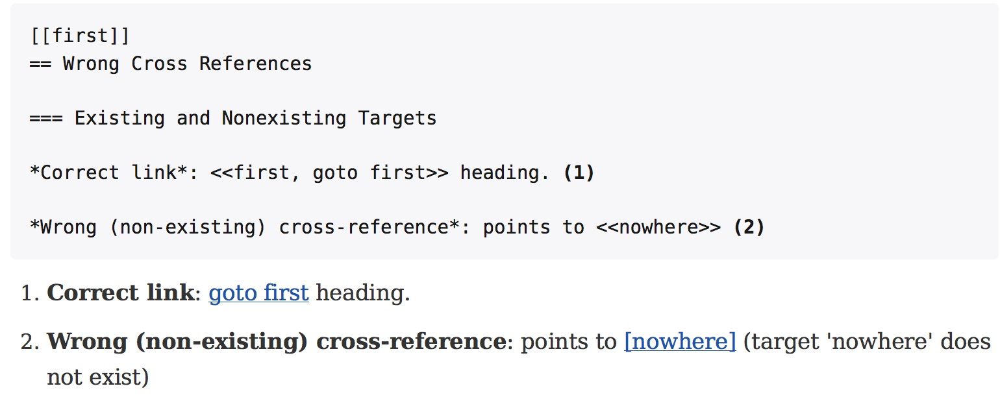 [[first]]
== Wrong Cross References
=== Existing and Nonexisting Targets
*Correct link*: <<first, goto first>> heading. (1)
*Wrong (non-existing) cross-reference*: points to <<nowhere>> (2)
1. Correct link: goto first heading.
2. Wrong (non-existing) cross-reference: points to [nowhere] (target 'nowhere' does
not exist)